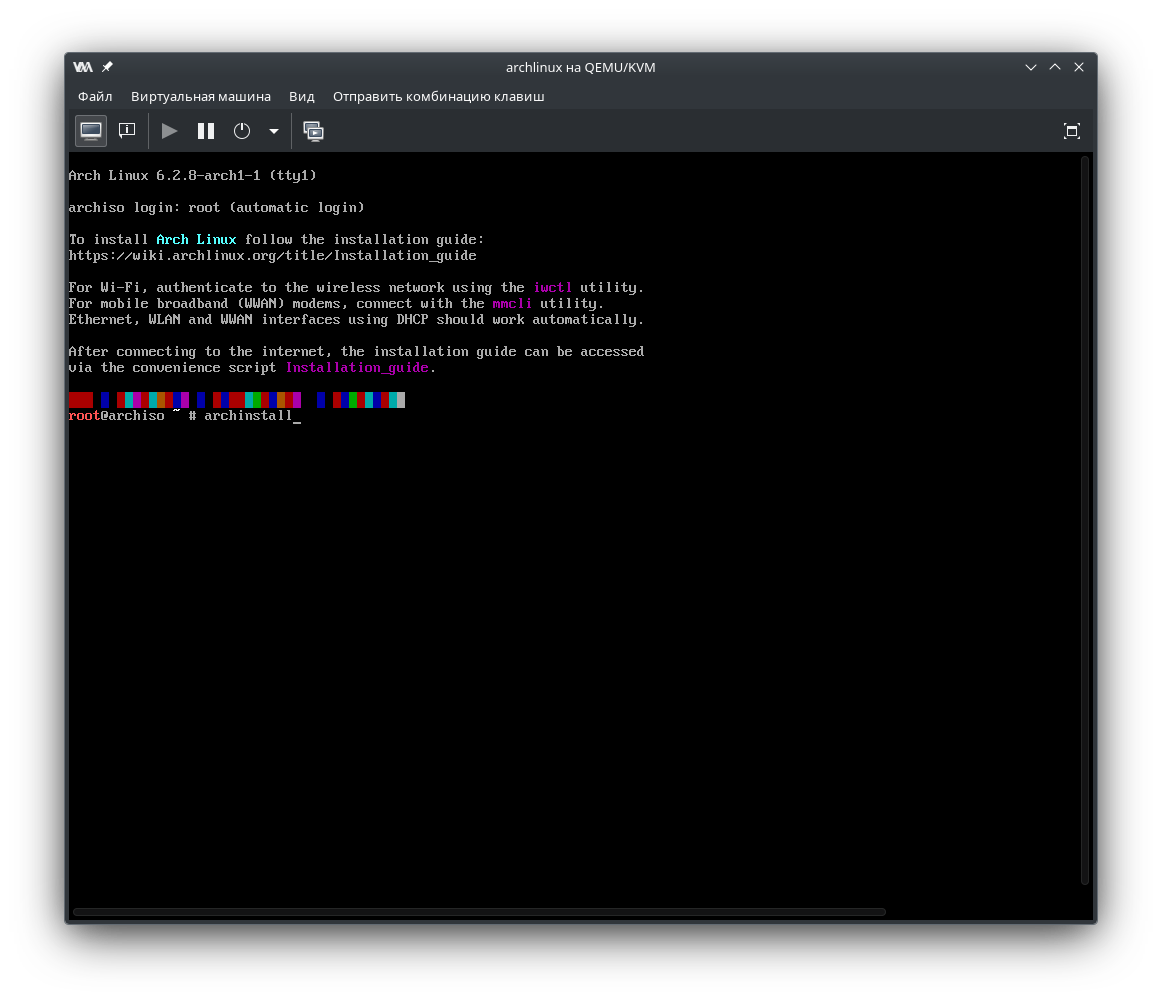 archlinux на QEMU/KVM
Файл Виртуальная машина Вид Отправить комбинацию клавиш
Arch Linux 6.2.8-arch1-1 (tty1)
archiso login: root (automatic login)
To install Arch Linux follow the installation guide:
https://wiki.archlinux.org/title/Installation_guide
For Wi-Fi, authenticate to the wireless network using the iwctl utility.
For mobile broadband (WWAN) modems, connect with the mmcli utility.
Ethernet, WLAN and WWAN interfaces using DHCP should work automatically.
After connecting to the internet, the installation guide can be accessed
via the convenience script Installation_guide.
root@archiso ~ # archinstall_